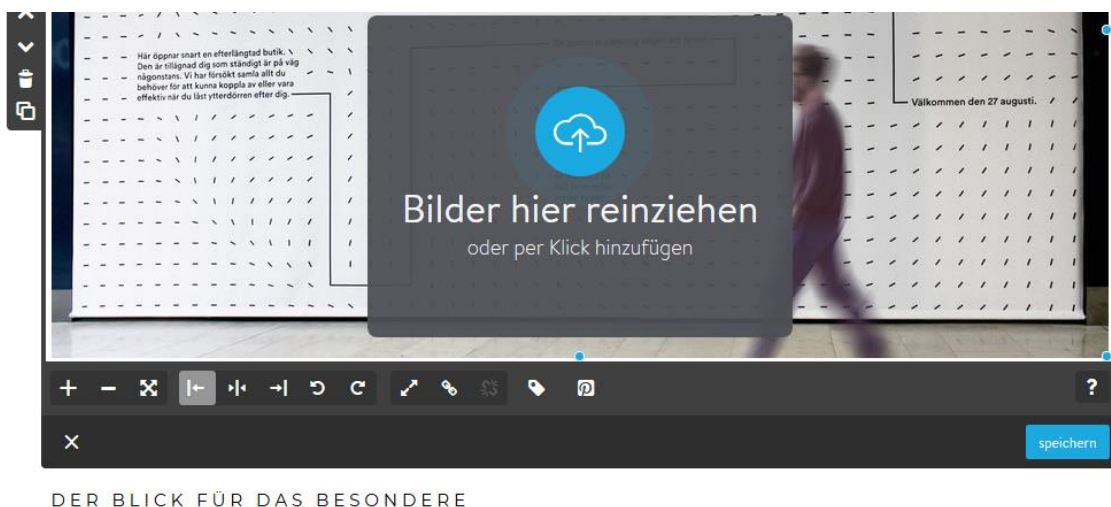 Här öppnar snart en efterlängtad butik.
Den är tillägnad dig som ständigt är på väg
någonstans. Vi har försökt samla allt du
behöver för att kunna koppla av eller vara
effektiv när du låst ytterdörren efter dig.
Välkommen den 27 augusti.
Bilder hier reinziehen
oder per Klick hinzufügen
?
speichern
DER BLICK FÜR DAS BESONDERE